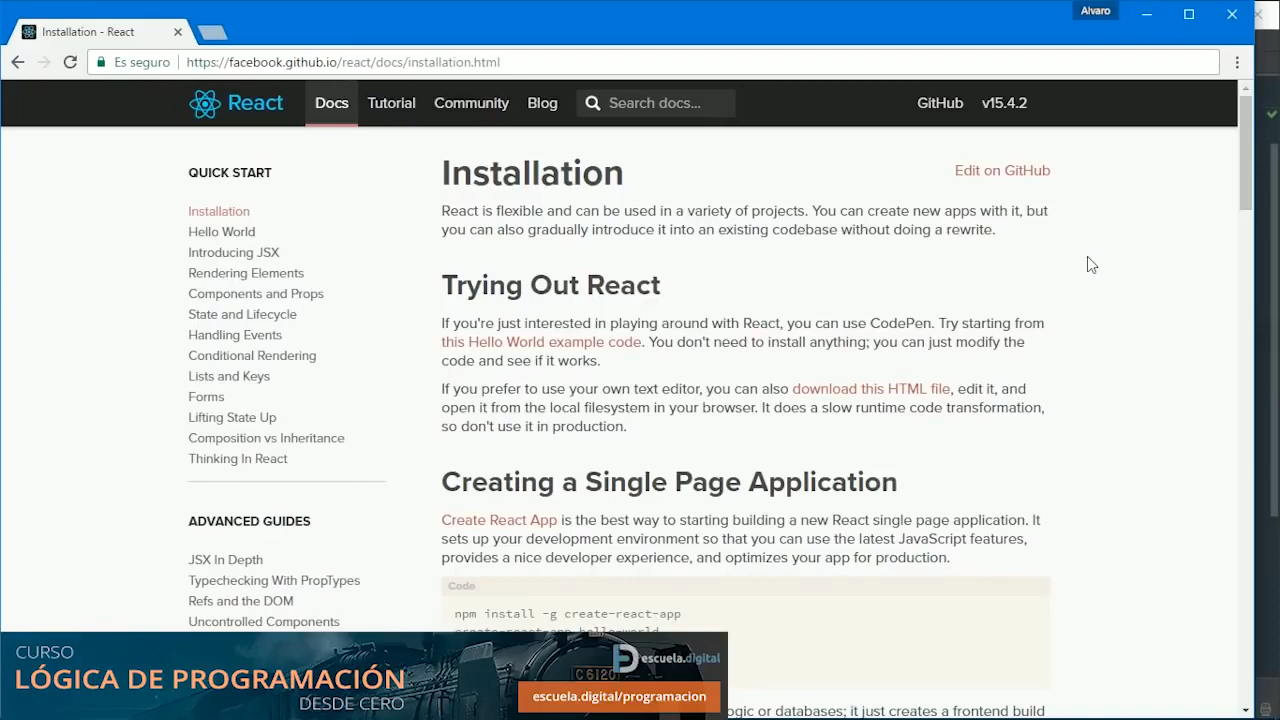 Alvaro
Installation - React
Es seguro
https://facebook.github.io/react/docs/installation.html
React
Docs
Tutorial
Community
Blog
Search docs...
GitHub
v15.4.2
QUICK START
Installation
Hello World
Introducing JSX
Rendering Elements
Components and Props
State and Lifecycle
Handling Events
Conditional Rendering
Lists and Keys
Forms
Lifting State Up
Composition vs Inheritance
Thinking In React
ADVANCED GUIDES
JSX In Depth
Typechecking With PropTypes
Refs and the DOM
Uncontrolled Components
Installation
Edit on GitHub
React is flexible and can be used in a variety of projects. You can create new apps with it, but
you can also gradually introduce it into an existing codebase without doing a rewrite.
Trying Out React
If you're just interested in playing around with React, you can use CodePen. Try starting from
this Hello World example code. You don't need to install anything; you can just modify the
code and see if it works.
If you prefer to use your own text editor, you can also download this HTML file, edit it, and
open it from the local filesystem in your browser. It does a slow runtime code transformation,
so don't use it in production.
Creating a Single Page Application
Create React App is the best way to starting building a new React single page application. It
sets up your development environment so that you can use the latest JavaScript features,
provides a nice developer experience, and optimizes your app for production.
Code
npm install -g create-react-app
create-react-app hello-world
ogic or databases; it just creates a frontend build
CURSO
LÓGICA DE PROGRAMACIÓN
DESDE CERO
C6120
escuela.digital
escuela.digital/programacion